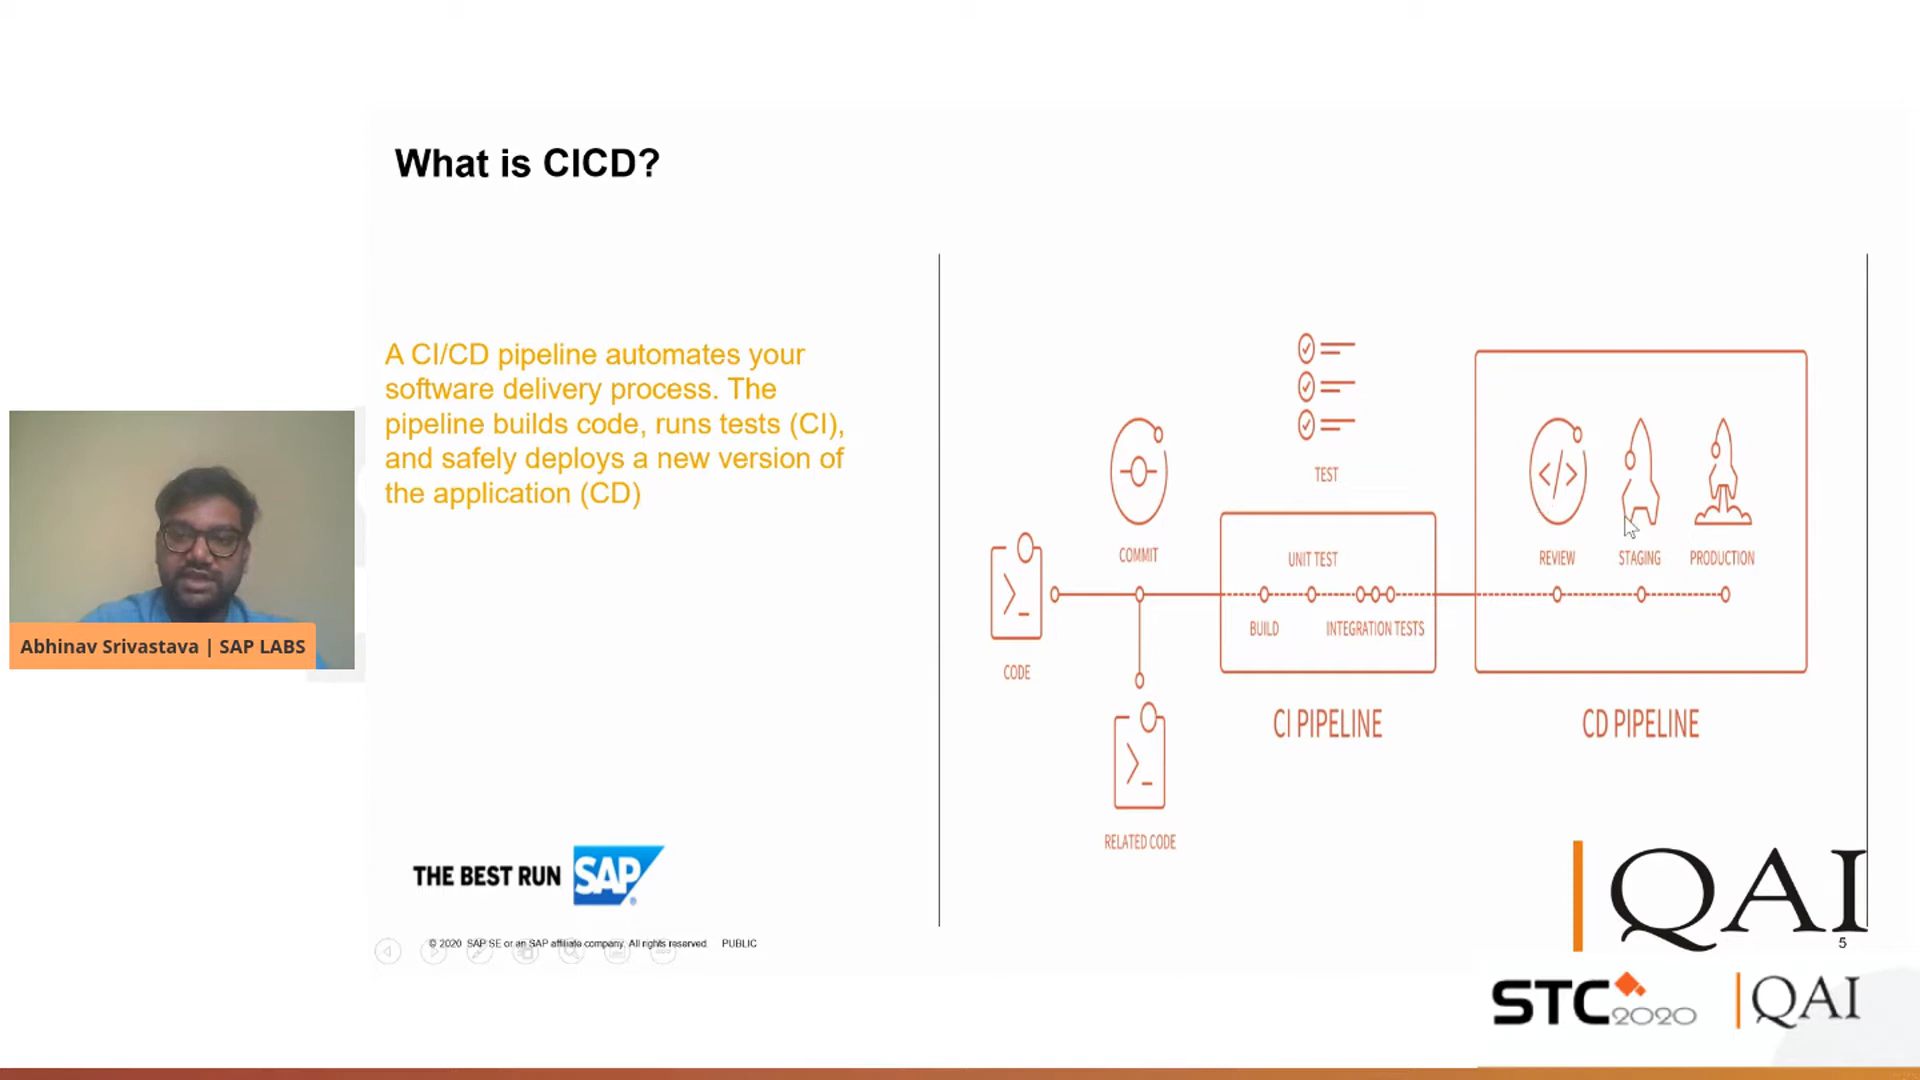 What is CICD?
A CI/CD pipeline automates your
software delivery process. The
pipeline builds code, runs tests (CI),
and safely deploys a new version of
the application (CD)
Abhinav Srivastava | SAP LABS
TEST
COMMIT
UNIT TEST
BUILD
INTEGRATION TESTS
CODE
RELATED CODE
CI PIPELINE
REVIEW
STAGING
PRODUCTION
CD PIPELINE
THE BEST RUN SAP
© 2020 SAP SE or an SAP affiliate company. All rights reserved. PUBLIC
QAI
5
STC 2020
QAI